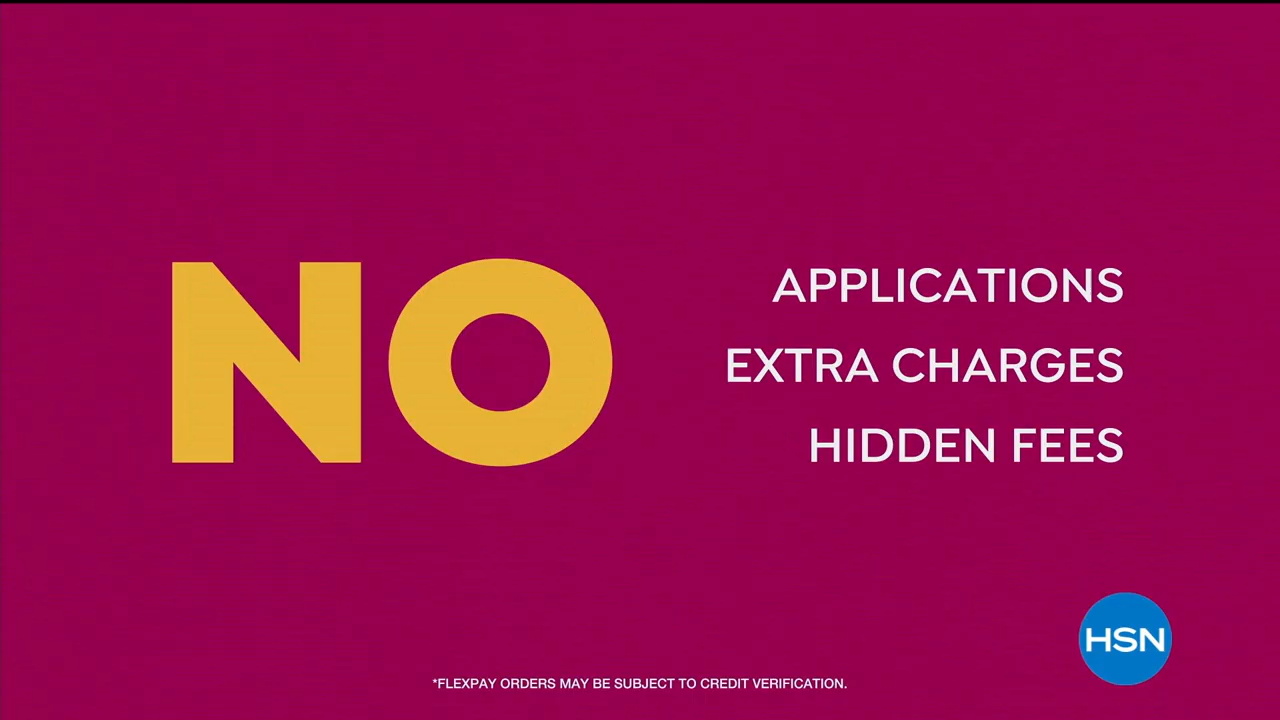 NO
APPLICATIONS
EXTRA CHARGES
HIDDEN FEES
HSN
*FLEXPAY ORDERS MAY BE SUBJECT TO CREDIT VERIFICATION.